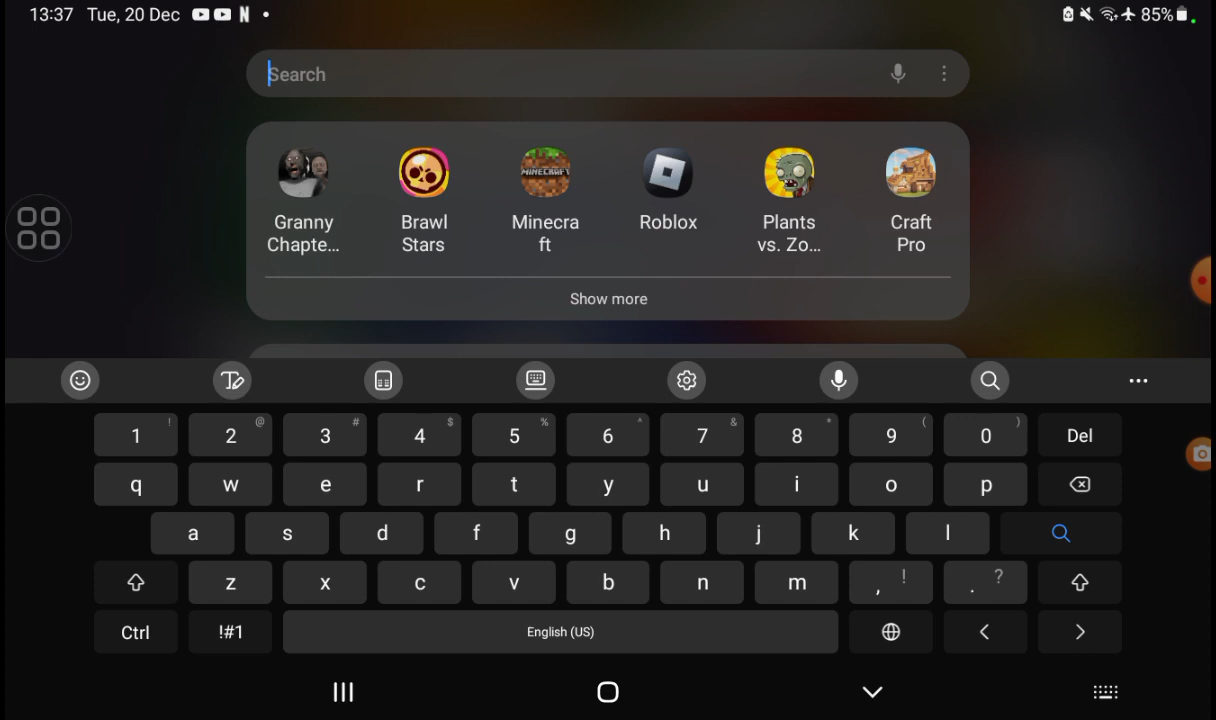 13:37 Tue, 20 Dec N 85%
Search
MINECRAFT
Granny Chapte...
Brawl Stars
Minecra ft
Roblox
Plants vs. Zo...
Craft Pro
Show more
1 ! 2 @ 3 # 4 $ 5 % 6 ^ 7 & 8 * 9 ( 0 ) Del
q w e r t y u i o p
a s d f g h j k l
z x c v b n m , ! . ?
Ctrl !#1 English (US) < >